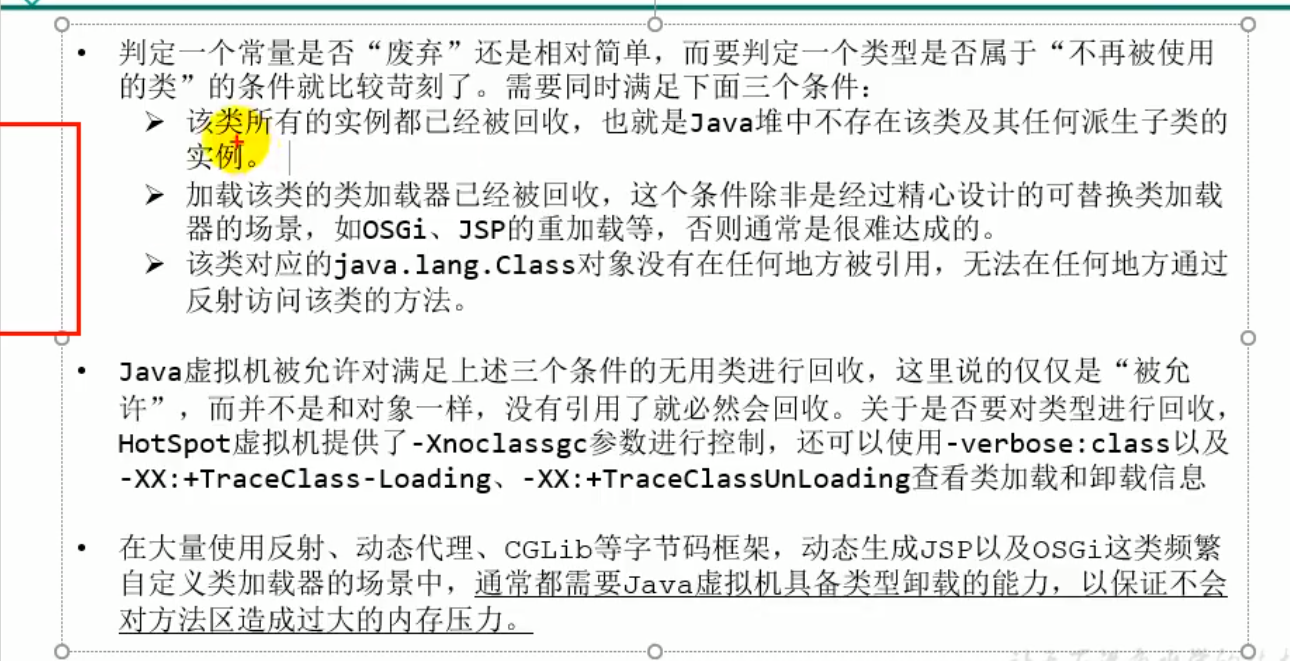 • 判定一个常量是否“废弃”还是相对简单，而要判定一个类型是否属于“不再被使用
的类”的条件就比较苛刻了。需要同时满足下面三个条件：
➢ 该类所有的实例都已经被回收，也就是Java堆中不存在该类及其任何派生子类的
实例。
➢ 加载该类的类加载器已经被回收，这个条件除非是经过精心设计的可替换类加载
器的场景，如OSGi、JSP的重加载等，否则通常是很难达成的。
➢ 该类对应的java.lang.Class对象没有在任何地方被引用，无法在任何地方通过
反射访问该类的方法。
• Java虚拟机被允许对满足上述三个条件的无用类进行回收，这里说的仅仅是“被允
许”，而并不是和对象一样，没有引用了就必然会回收。关于是否要对类型进行回收，
HotSpot虚拟机提供了-Xnoclassgc参数进行控制，还可以使用-verbose:class以及
-XX:+TraceClass-Loading、-XX:+TraceClassUnLoading查看类加载和卸载信息
• 在大量使用反射、动态代理、CGLib等字节码框架，动态生成JSP以及OSGi这类频繁
自定义类加载器的场景中，通常都需要Java虚拟机具备类型卸载的能力，以保证不会
对方法区造成过大的内存压力。